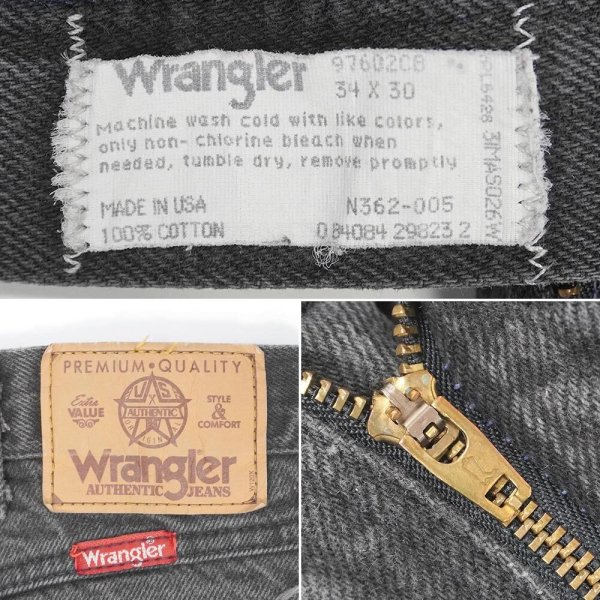 Wrangler
97602CB
34 X 30
Machine wash cold with like colors,
only non-chlorine bleach when
needed, tumble dry, remove promptly
MADE IN USA
N362-005
100% COTTON
0 84084 29823 2
PREMIUM·QUALITY
Extra
VALUE
AUTHENTIC
STYLE
&
COMFORT
Wrangler
AUTHENTIC JEANS
Wrangler